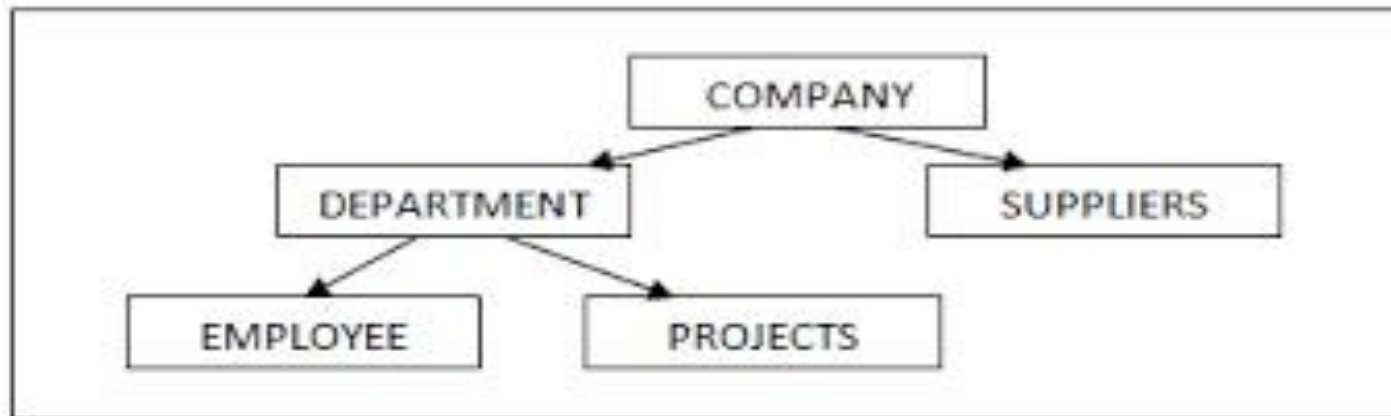 COMPANY
DEPARTMENT
SUPPLIERS
EMPLOYEE
PROJECTS